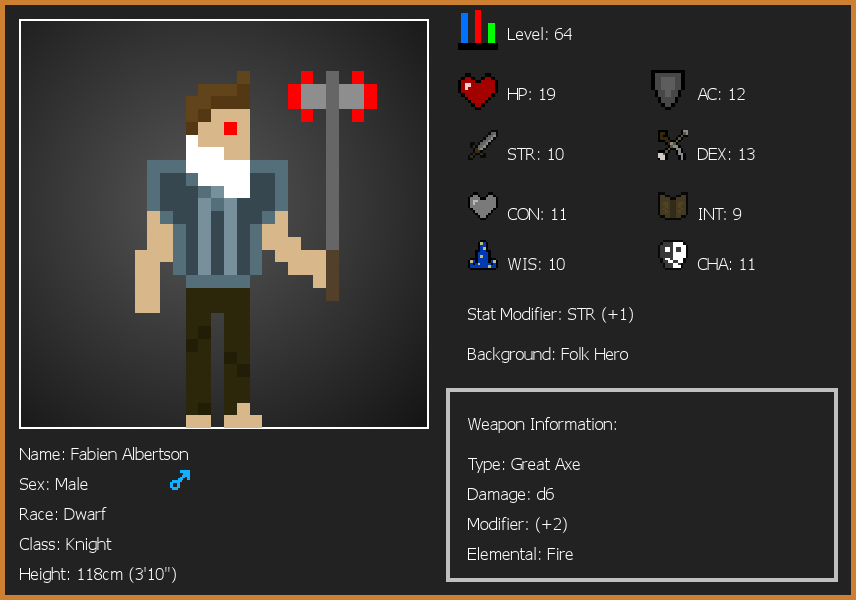 Level: 64
HP: 19
AC: 12
STR: 10
DEX: 13
CON: 11
INT: 9
WIS: 10
CHA: 11
Stat Modifier: STR (+1)
Background: Folk Hero
Weapon Information:
Type: Great Axe
Damage: d6
Modifier: (+2)
Elemental: Fire
Name: Fabien Albertson
Sex: Male
Race: Dwarf
Class: Knight
Height: 118cm (3'10")